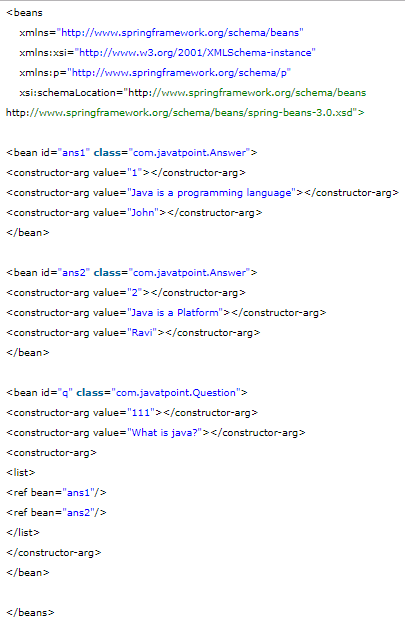 <beans
xmlns="http://www.springframework.org/schema/beans"
xmlns:xsi="http://www.w3.org/2001/XMLSchema-instance"
xmlns:p="http://www.springframework.org/schema/p"
xsi:schemaLocation="http://www.springframework.org/schema/beans
http://www.springframework.org/schema/beans/spring-beans-3.0.xsd">
<bean id="ans1" class="com.javatpoint.Answer">
<constructor-arg value="1"></constructor-arg>
<constructor-arg value="Java is a programming language"></constructor-arg>
<constructor-arg value="John"></constructor-arg>
</bean>
<bean id="ans2" class="com.javatpoint.Answer">
<constructor-arg value="2"></constructor-arg>
<constructor-arg value="Java is a Platform"></constructor-arg>
<constructor-arg value="Ravi"></constructor-arg>
</bean>
<bean id="q" class="com.javatpoint.Question">
<constructor-arg value="111"></constructor-arg>
<constructor-arg value="What is java?"></constructor-arg>
<constructor-arg>
<list>
<ref bean="ans1"/>
<ref bean="ans2"/>
</list>
</constructor-arg>
</bean>
</beans>